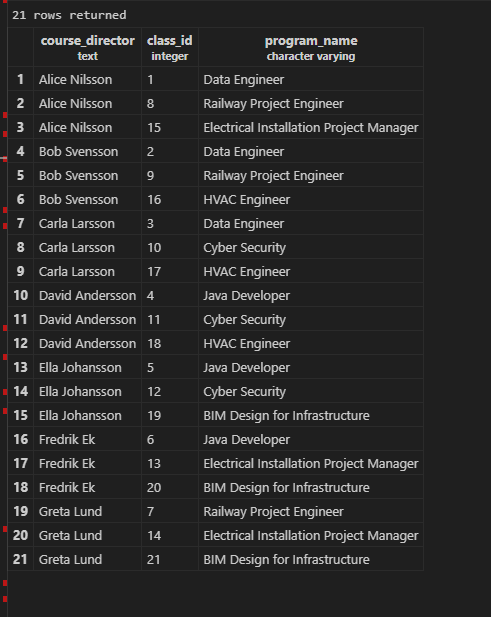 21 rows returned
course_director class_id program_name
text integer character varying
1 Alice Nilsson 1 Data Engineer
2 Alice Nilsson 8 Railway Project Engineer
3 Alice Nilsson 15 Electrical Installation Project Manager
4 Bob Svensson 2 Data Engineer
5 Bob Svensson 9 Railway Project Engineer
6 Bob Svensson 16 HVAC Engineer
7 Carla Larsson 3 Data Engineer
8 Carla Larsson 10 Cyber Security
9 Carla Larsson 17 HVAC Engineer
10 David Andersson 4 Java Developer
11 David Andersson 11 Cyber Security
12 David Andersson 18 HVAC Engineer
13 Ella Johansson 5 Java Developer
14 Ella Johansson 12 Cyber Security
15 Ella Johansson 19 BIM Design for Infrastructure
16 Fredrik Ek 6 Java Developer
17 Fredrik Ek 13 Electrical Installation Project Manager
18 Fredrik Ek 20 BIM Design for Infrastructure
19 Greta Lund 7 Railway Project Engineer
20 Greta Lund 14 Electrical Installation Project Manager
21 Greta Lund 21 BIM Design for Infrastructure